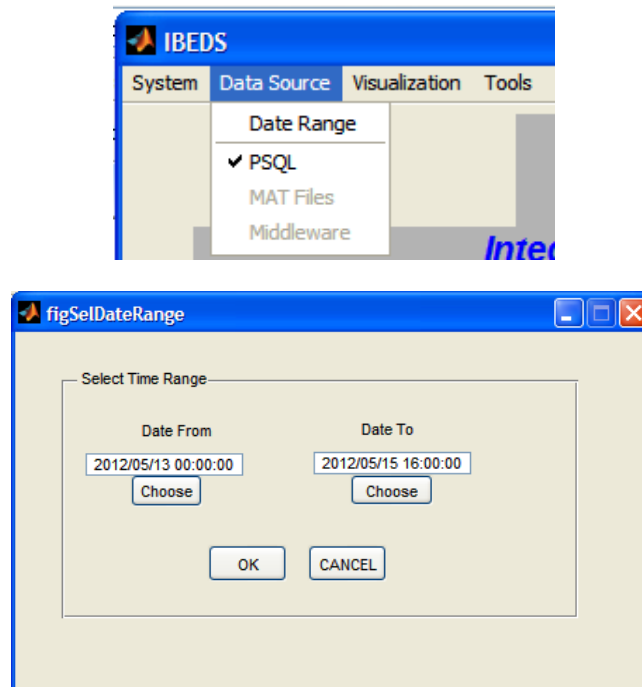 IBEDS
System Data Source Visualization Tools
Date Range
PSQL
MAT Files
Middleware
figSelDateRange
Select Time Range
Date From Date To
2012/05/13 00:00:00 2012/05/15 16:00:00
Choose Choose
OK CANCEL